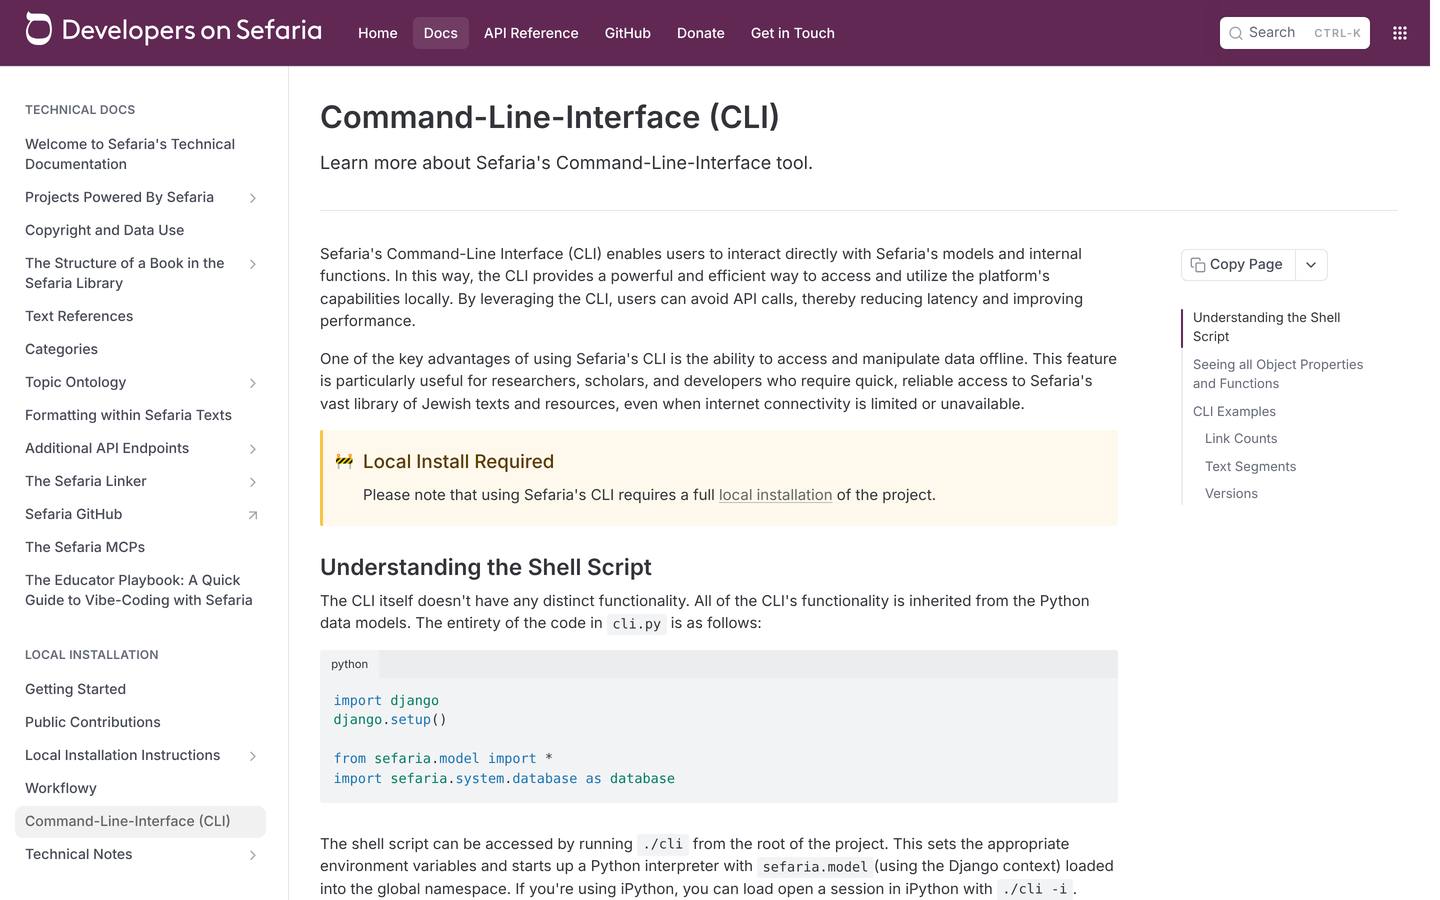 Developers on Sefaria
Home
Docs
API Reference
GitHub
Donate
Get in Touch
Search
CTRL-K
TECHNICAL DOCS
Welcome to Sefaria's Technical
Documentation
Projects Powered By Sefaria
Copyright and Data Use
The Structure of a Book in the
Sefaria Library
Text References
Categories
Topic Ontology
Formatting within Sefaria Texts
Additional API Endpoints
The Sefaria Linker
Sefaria GitHub
The Sefaria MCPs
The Educator Playbook: A Quick
Guide to Vibe-Coding with Sefaria
LOCAL INSTALLATION
Getting Started
Public Contributions
Local Installation Instructions
Workflowy
Command-Line-Interface (CLI)
Technical Notes
Command-Line-Interface (CLI)
Learn more about Sefaria's Command-Line-Interface tool.
Sefaria's Command-Line Interface (CLI) enables users to interact directly with Sefaria's models and internal
functions. In this way, the CLI provides a powerful and efficient way to access and utilize the platform's
capabilities locally. By leveraging the CLI, users can avoid API calls, thereby reducing latency and improving
performance.
One of the key advantages of using Sefaria's CLI is the ability to access and manipulate data offline. This feature
is particularly useful for researchers, scholars, and developers who require quick, reliable access to Sefaria's
vast library of Jewish texts and resources, even when internet connectivity is limited or unavailable.
🚧 Local Install Required
Please note that using Sefaria's CLI requires a full local installation of the project.
Understanding the Shell Script
The CLI itself doesn't have any distinct functionality. All of the CLI's functionality is inherited from the Python
data models. The entirety of the code in cli.py is as follows:
python
import django
django.setup()
from sefaria.model import *
import sefaria.system.database as database
The shell script can be accessed by running ./cli from the root of the project. This sets the appropriate
environment variables and starts up a Python interpreter with sefaria.model (using the Django context) loaded
into the global namespace. If you're using iPython, you can load open a session in iPython with ./cli -i.
Copy Page
Understanding the Shell
Script
Seeing all Object Properties
and Functions
CLI Examples
Link Counts
Text Segments
Versions